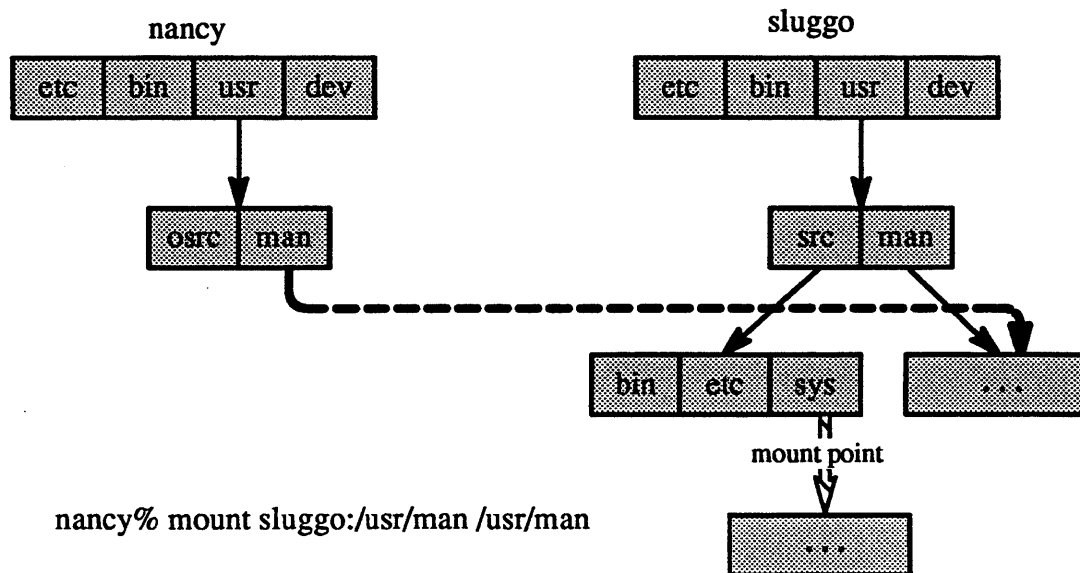 nancy
sluggo
etc bin usr dev
etc bin usr dev
osrc man
src man
bin etc sys
...
mount point
nancy% mount sluggo:/usr/man /usr/man
...